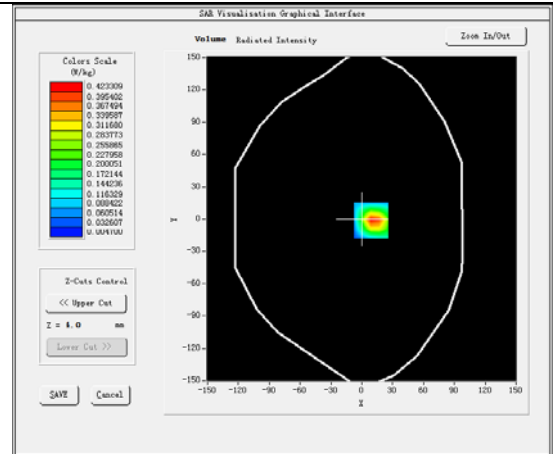 SAR Visualisation Graphical Interface
Volume Radiated Intensity
Zoom In/Out
Colors Scale
(W/kg)
0.423309
0.395402
0.367494
0.339587
0.311680
0.283773
0.255865
0.227958
0.200051
0.172144
0.144236
0.116329
0.088422
0.060514
0.032607
0.004700
150
120
90
60
30
0
-30
-60
-90
-120
-150
Y
-150 -120 -90 -60 -30 0 30 60 90 120 150
X
Z-Cuts Control
<< Upper Cut
Z = 4.0 mm
Lower Cut >>
SAVE Cancel